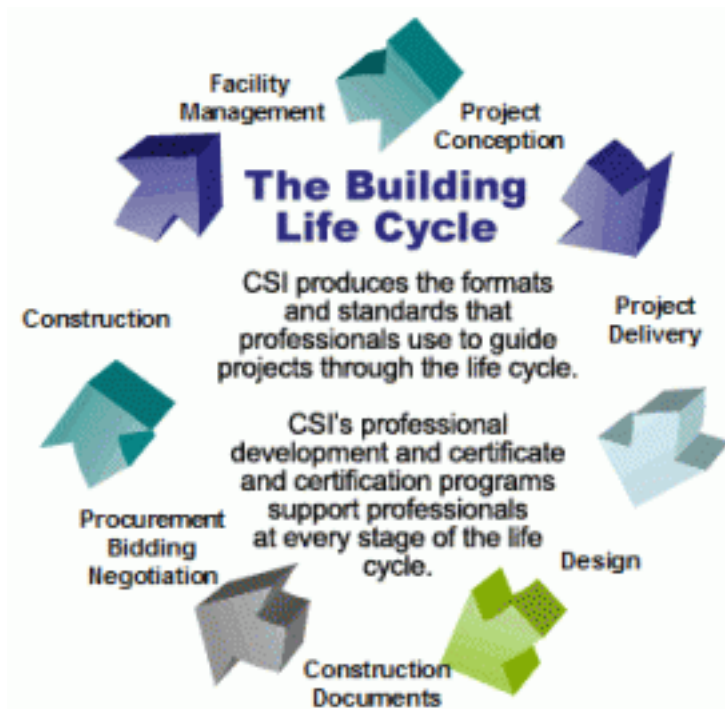 The Building
Life Cycle
CSI produces the formats
and standards that
professionals use to guide
projects through the life cycle.
CSI's professional
development and certificate
and certification programs
support professionals
at every stage of the life
cycle.
Project
Conception
Project
Delivery
Design
Construction
Documents
Procurement
Bidding
Negotiation
Construction
Facility
Management